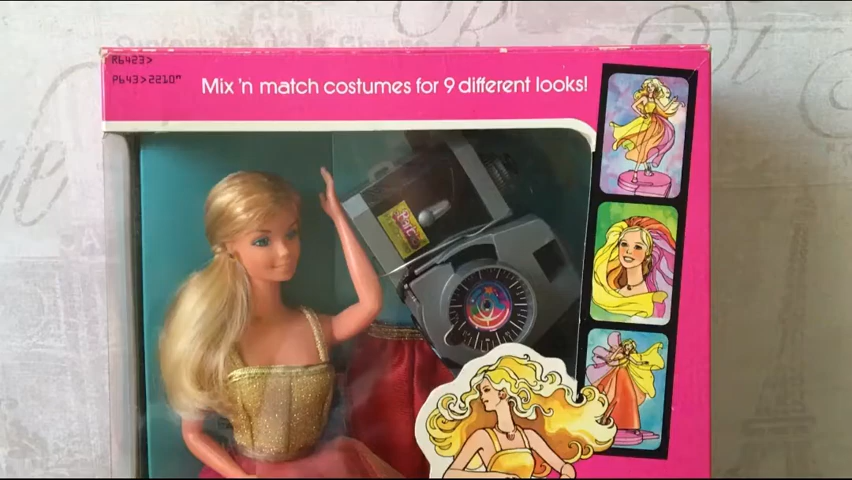 R6423>
P643>2210"
Mix 'n match costumes for 9 different looks!